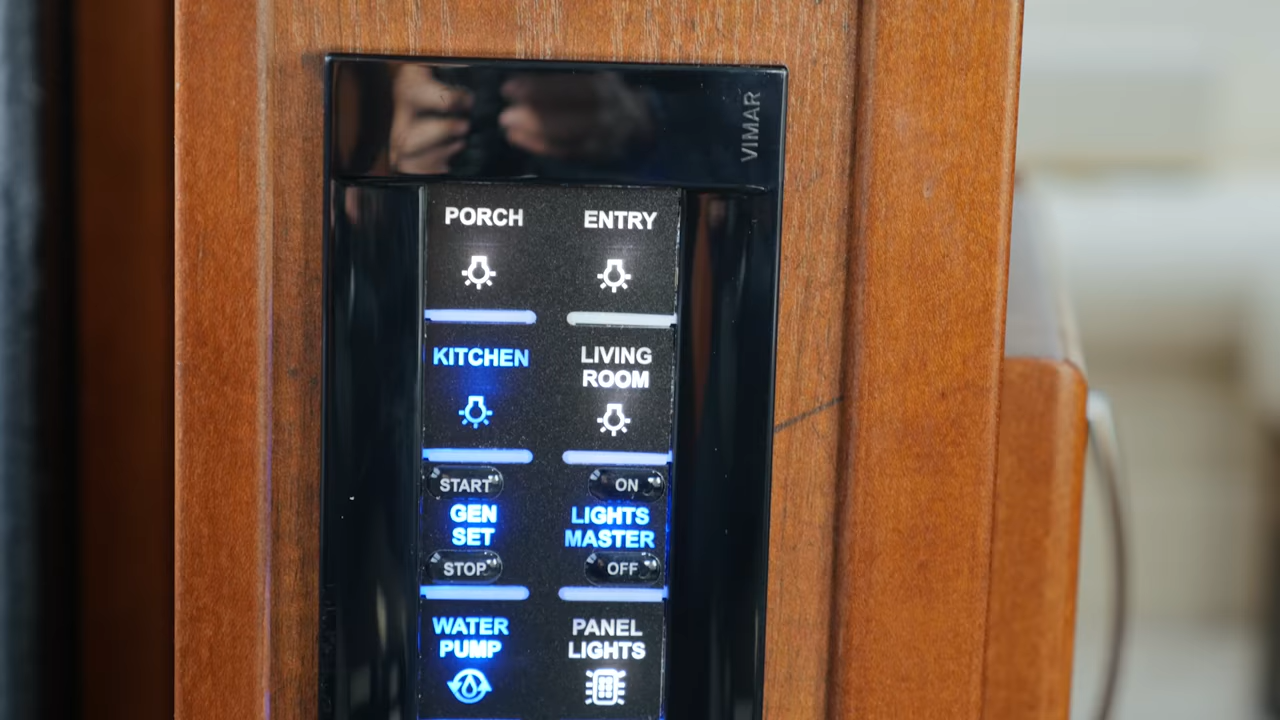 VIMAR
PORCH
ENTRY
KITCHEN
LIVING
ROOM
START
GEN
SET
STOP
ON
LIGHTS
MASTER
OFF
WATER
PUMP
PANEL
LIGHTS